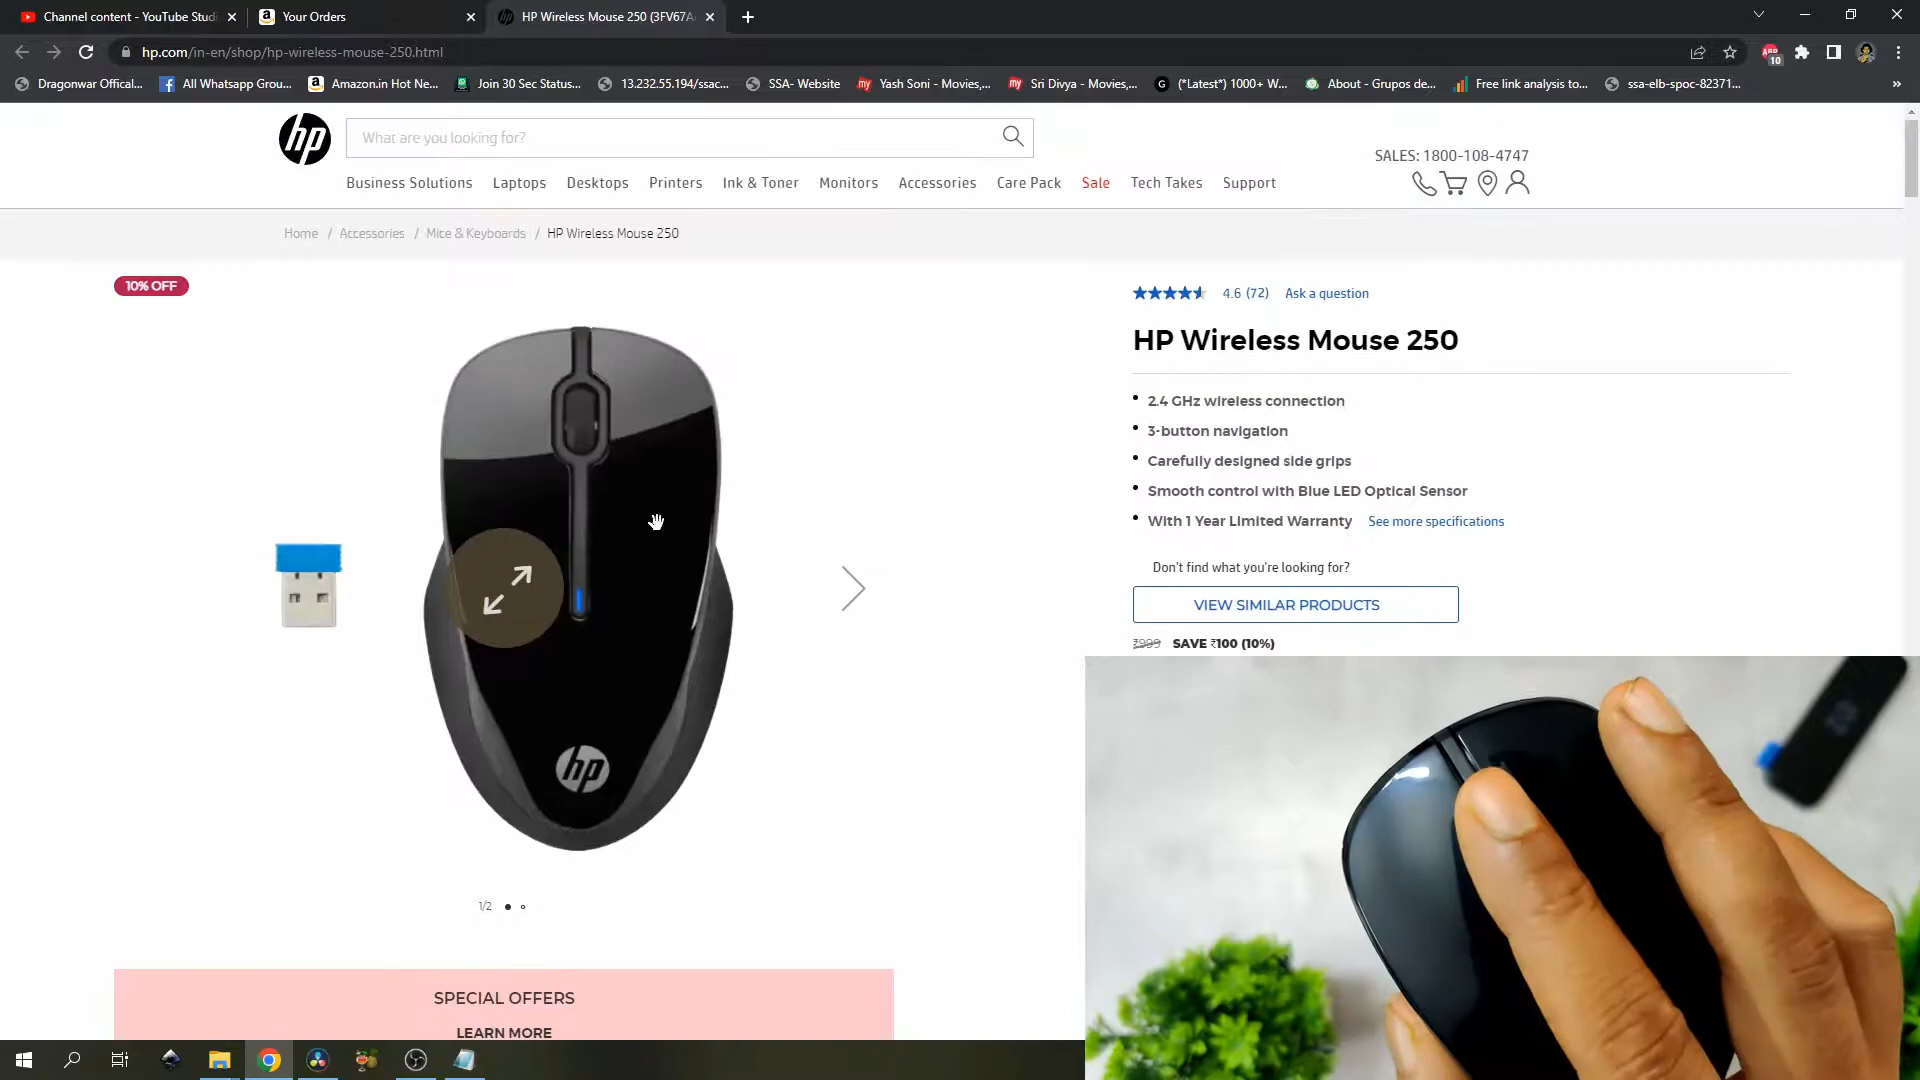 Channel content - YouTube Studi
Your Orders
HP Wireless Mouse 250 (3FV67A
hp.com/in-en/shop/hp-wireless-mouse-250.html
10
Dragonwar Offical...
All Whatsapp Grou...
Amazon.in Hot Ne...
Join 30 Sec Status...
13.232.55.194/ssac...
SSA- Website
Yash Soni - Movies,...
Sri Divya - Movies,...
(*Latest*) 1000+ W...
About - Grupos de...
Free link analysis to...
ssa-elb-spoc-82371...
hp
What are you looking for?
SALES: 1800-108-4747
Business Solutions
Laptops
Desktops
Printers
Ink & Toner
Monitors
Accessories
Care Pack
Sale
Tech Takes
Support
Home / Accessories / Mice & Keyboards / HP Wireless Mouse 250
10% OFF
4.6 (72) Ask a question
HP Wireless Mouse 250
2.4 GHz wireless connection
3-button navigation
Carefully designed side grips
Smooth control with Blue LED Optical Sensor
With 1 Year Limited Warranty See more specifications
Don't find what you're looking for?
VIEW SIMILAR PRODUCTS
₹999 SAVE ₹100 (10%)
hp
1/2
SPECIAL OFFERS
LEARN MORE